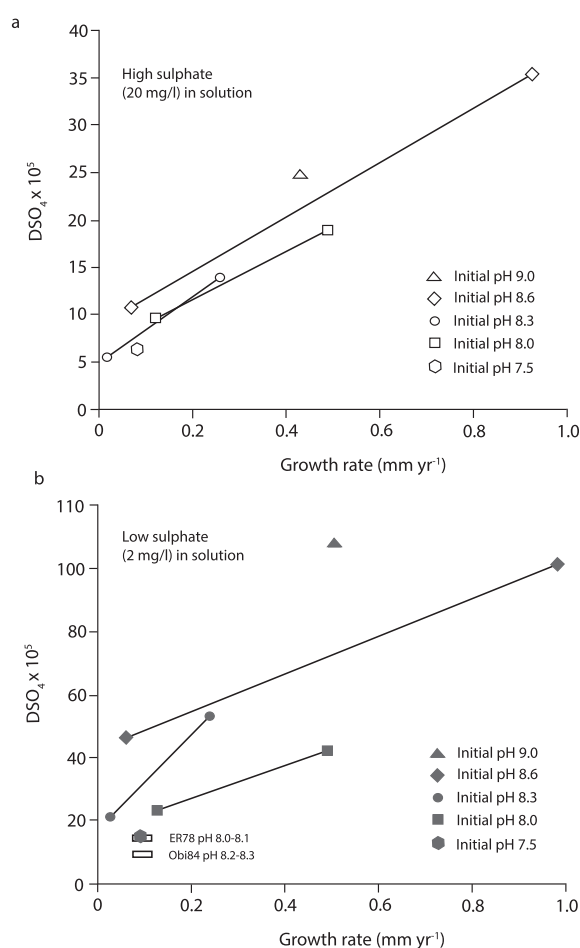 a
40
35
30
25
20
15
10
5
0
DSO₄ x 10⁵
High sulphate
(20 mg/l) in solution
Initial pH 9.0
Initial pH 8.6
Initial pH 8.3
Initial pH 8.0
Initial pH 7.5
0 0.2 0.4 0.6 0.8 1.0
Growth rate (mm yr⁻¹)
b
110
100
80
60
40
20
0
DSO₄ x 10⁵
Low sulphate
(2 mg/l) in solution
Initial pH 9.0
Initial pH 8.6
Initial pH 8.3
Initial pH 8.0
Initial pH 7.5
ER78 pH 8.0-8.1
Obi84 pH 8.2-8.3
0 0.2 0.4 0.6 0.8 1.0
Growth rate (mm yr⁻¹)